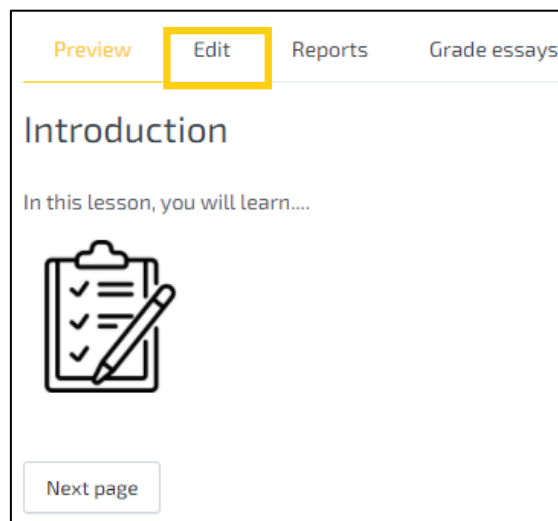 Preview Edit Reports Grade essays
Introduction
In this lesson, you will learn....
Next page